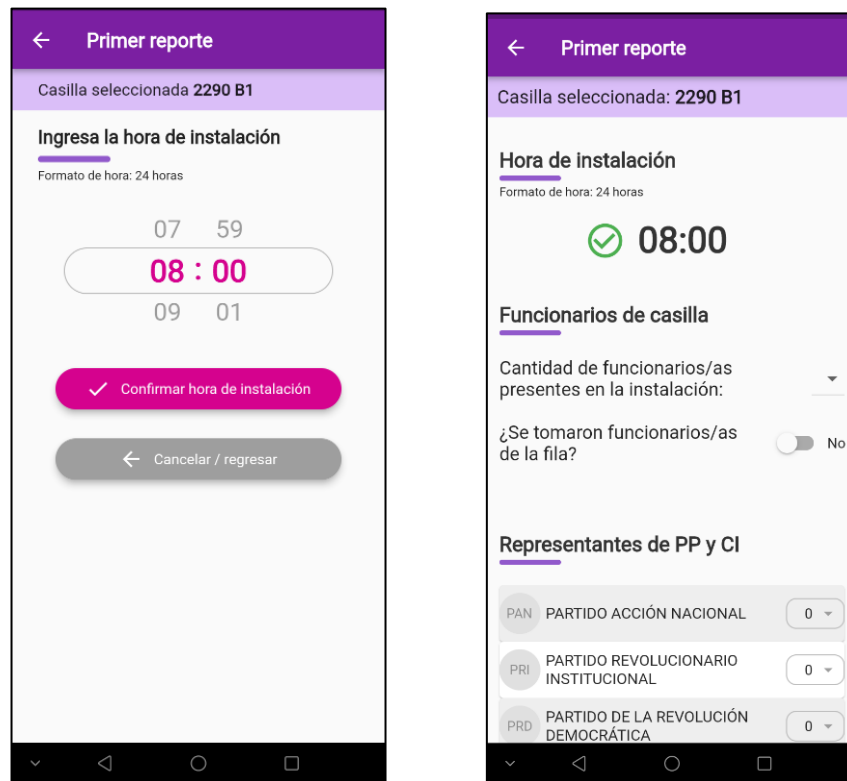 Primer reporte
Casilla seleccionada 2290 B1
Ingresa la hora de instalación
Formato de hora: 24 horas
07 59
08 : 00
09 01
Confirmar hora de instalación
Cancelar / regresar
Primer reporte
Casilla seleccionada: 2290 B1
Hora de instalación
Formato de hora: 24 horas
08:00
Funcionarios de casilla
Cantidad de funcionarios/as
presentes en la instalación:
¿Se tomaron funcionarios/as
de la fila?
No
Representantes de PP y CI
PAN PARTIDO ACCIÓN NACIONAL 0
PRI PARTIDO REVOLUCIONARIO
INSTITUCIONAL 0
PRD PARTIDO DE LA REVOLUCIÓN
DEMOCRÁTICA 0